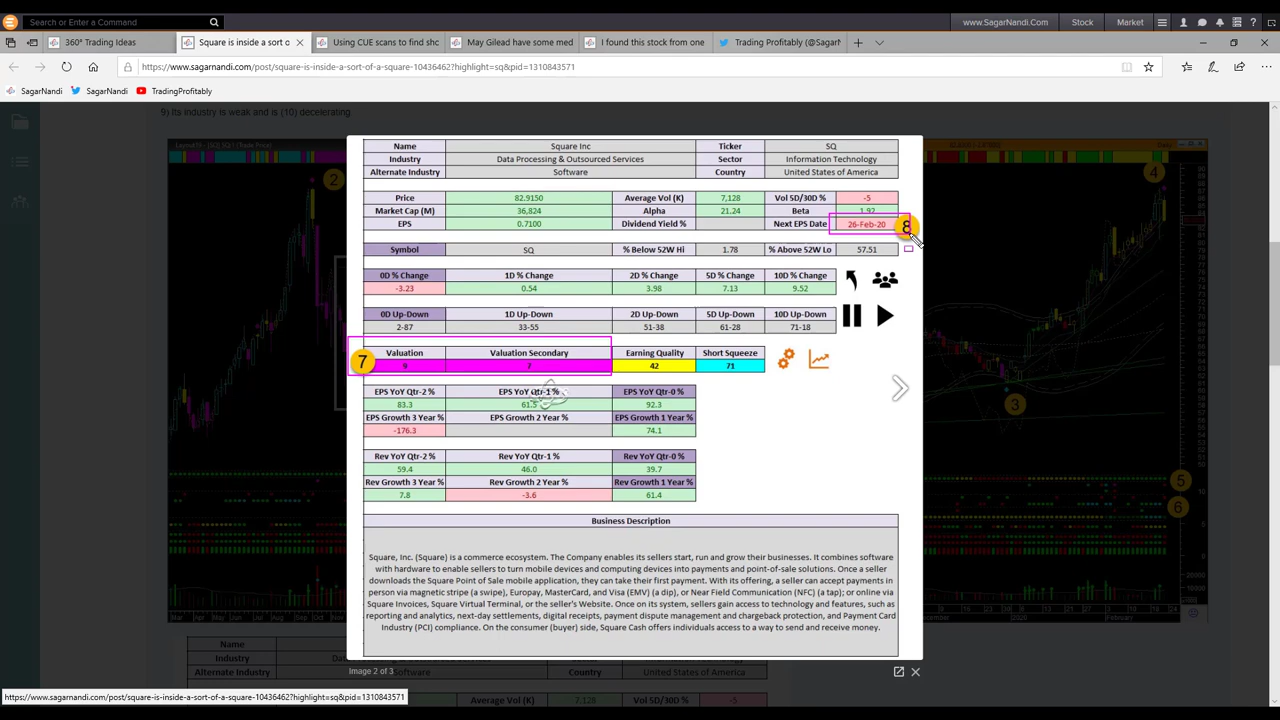 Search or Enter a Command
www.SagarNandi.Com Stock Market
360° Trading Ideas
Square is inside a sort o
Using CUE scans to find sho
May Gilead have some med
I found this stock from one
Trading Profitably (@SagarN
https://www.sagarnandi.com/post/square-is-inside-a-sort-of-a-square-10436462?highlight=sq&pid=1310843571
SagarNandi SagarNandi TradingProfitably
9) Its industry is weak and is (10) decelerating
Name Square Inc Ticker SQ
Industry Data Processing & Outsourced Services Sector Information Technology
Alternate Industry Software Country United States of America
Price 82.9150 Average Vol (K) 7,128 Vol 5D/30D % -5
Market Cap (M) 36,824 Alpha 21.24 Beta 1.92
EPS 0.7100 Dividend Yield % Next EPS Date 26-Feb-20
8
Symbol SQ % Below 52W Hi 1.78 % Above 52W Lo 57.51
0D % Change 1D % Change 2D % Change 5D % Change 10D % Change
-3.23 0.54 3.98 7.13 9.52
0D Up-Down 1D Up-Down 2D Up-Down 5D Up-Down 10D Up-Down
2-87 33-55 51-38 61-28 71-18
7
Valuation Valuation Secondary Earning Quality Short Squeeze
9 7 42 71
EPS YoY Qtr-2 % EPS YoY Qtr-1 % EPS YoY Qtr-0 %
83.3 61.5 92.3
EPS Growth 3 Year % EPS Growth 2 Year % EPS Growth 1 Year %
-176.3 74.1
Rev YoY Qtr-2 % Rev YoY Qtr-1 % Rev YoY Qtr-0 %
59.4 46.0 39.7
Rev Growth 3 Year % Rev Growth 2 Year % Rev Growth 1 Year %
7.8 -3.6 61.4
Business Description
Square, Inc. (Square) is a commerce ecosystem. The Company enables its sellers start, run and grow their businesses. It combines software
with hardware to enable sellers to turn mobile devices and computing devices into payments and point-of-sale solutions. Once a seller
downloads the Square Point of Sale mobile application, they can take their first payment. With its offering, a seller can accept payments in
person via magnetic stripe (a swipe), Europay, MasterCard, and Visa (EMV) (a dip), or Near Field Communication (NFC) (a tap); or online via
Square Invoices, Square Virtual Terminal, or the seller's Website. Once on its system, sellers gain access to technology and features, such as
reporting and analytics, next-day settlements, digital receipts, payment dispute management and chargeback protection, and Payment Card
Industry (PCI) compliance. On the consumer (buyer) side, Square Cash offers individuals access to a way to send and receive money.
Image 2 of 3
2
4
3
5
6
Name
Industry
Alternate Industry Software Country United States of America
https://www.sagarnandi.com/post/square-is-inside-a-sort-of-a-square-10436462?highlight=sq&pid=1310843571
Average Vol (K) 7,128 Vol 5D/30D % -5